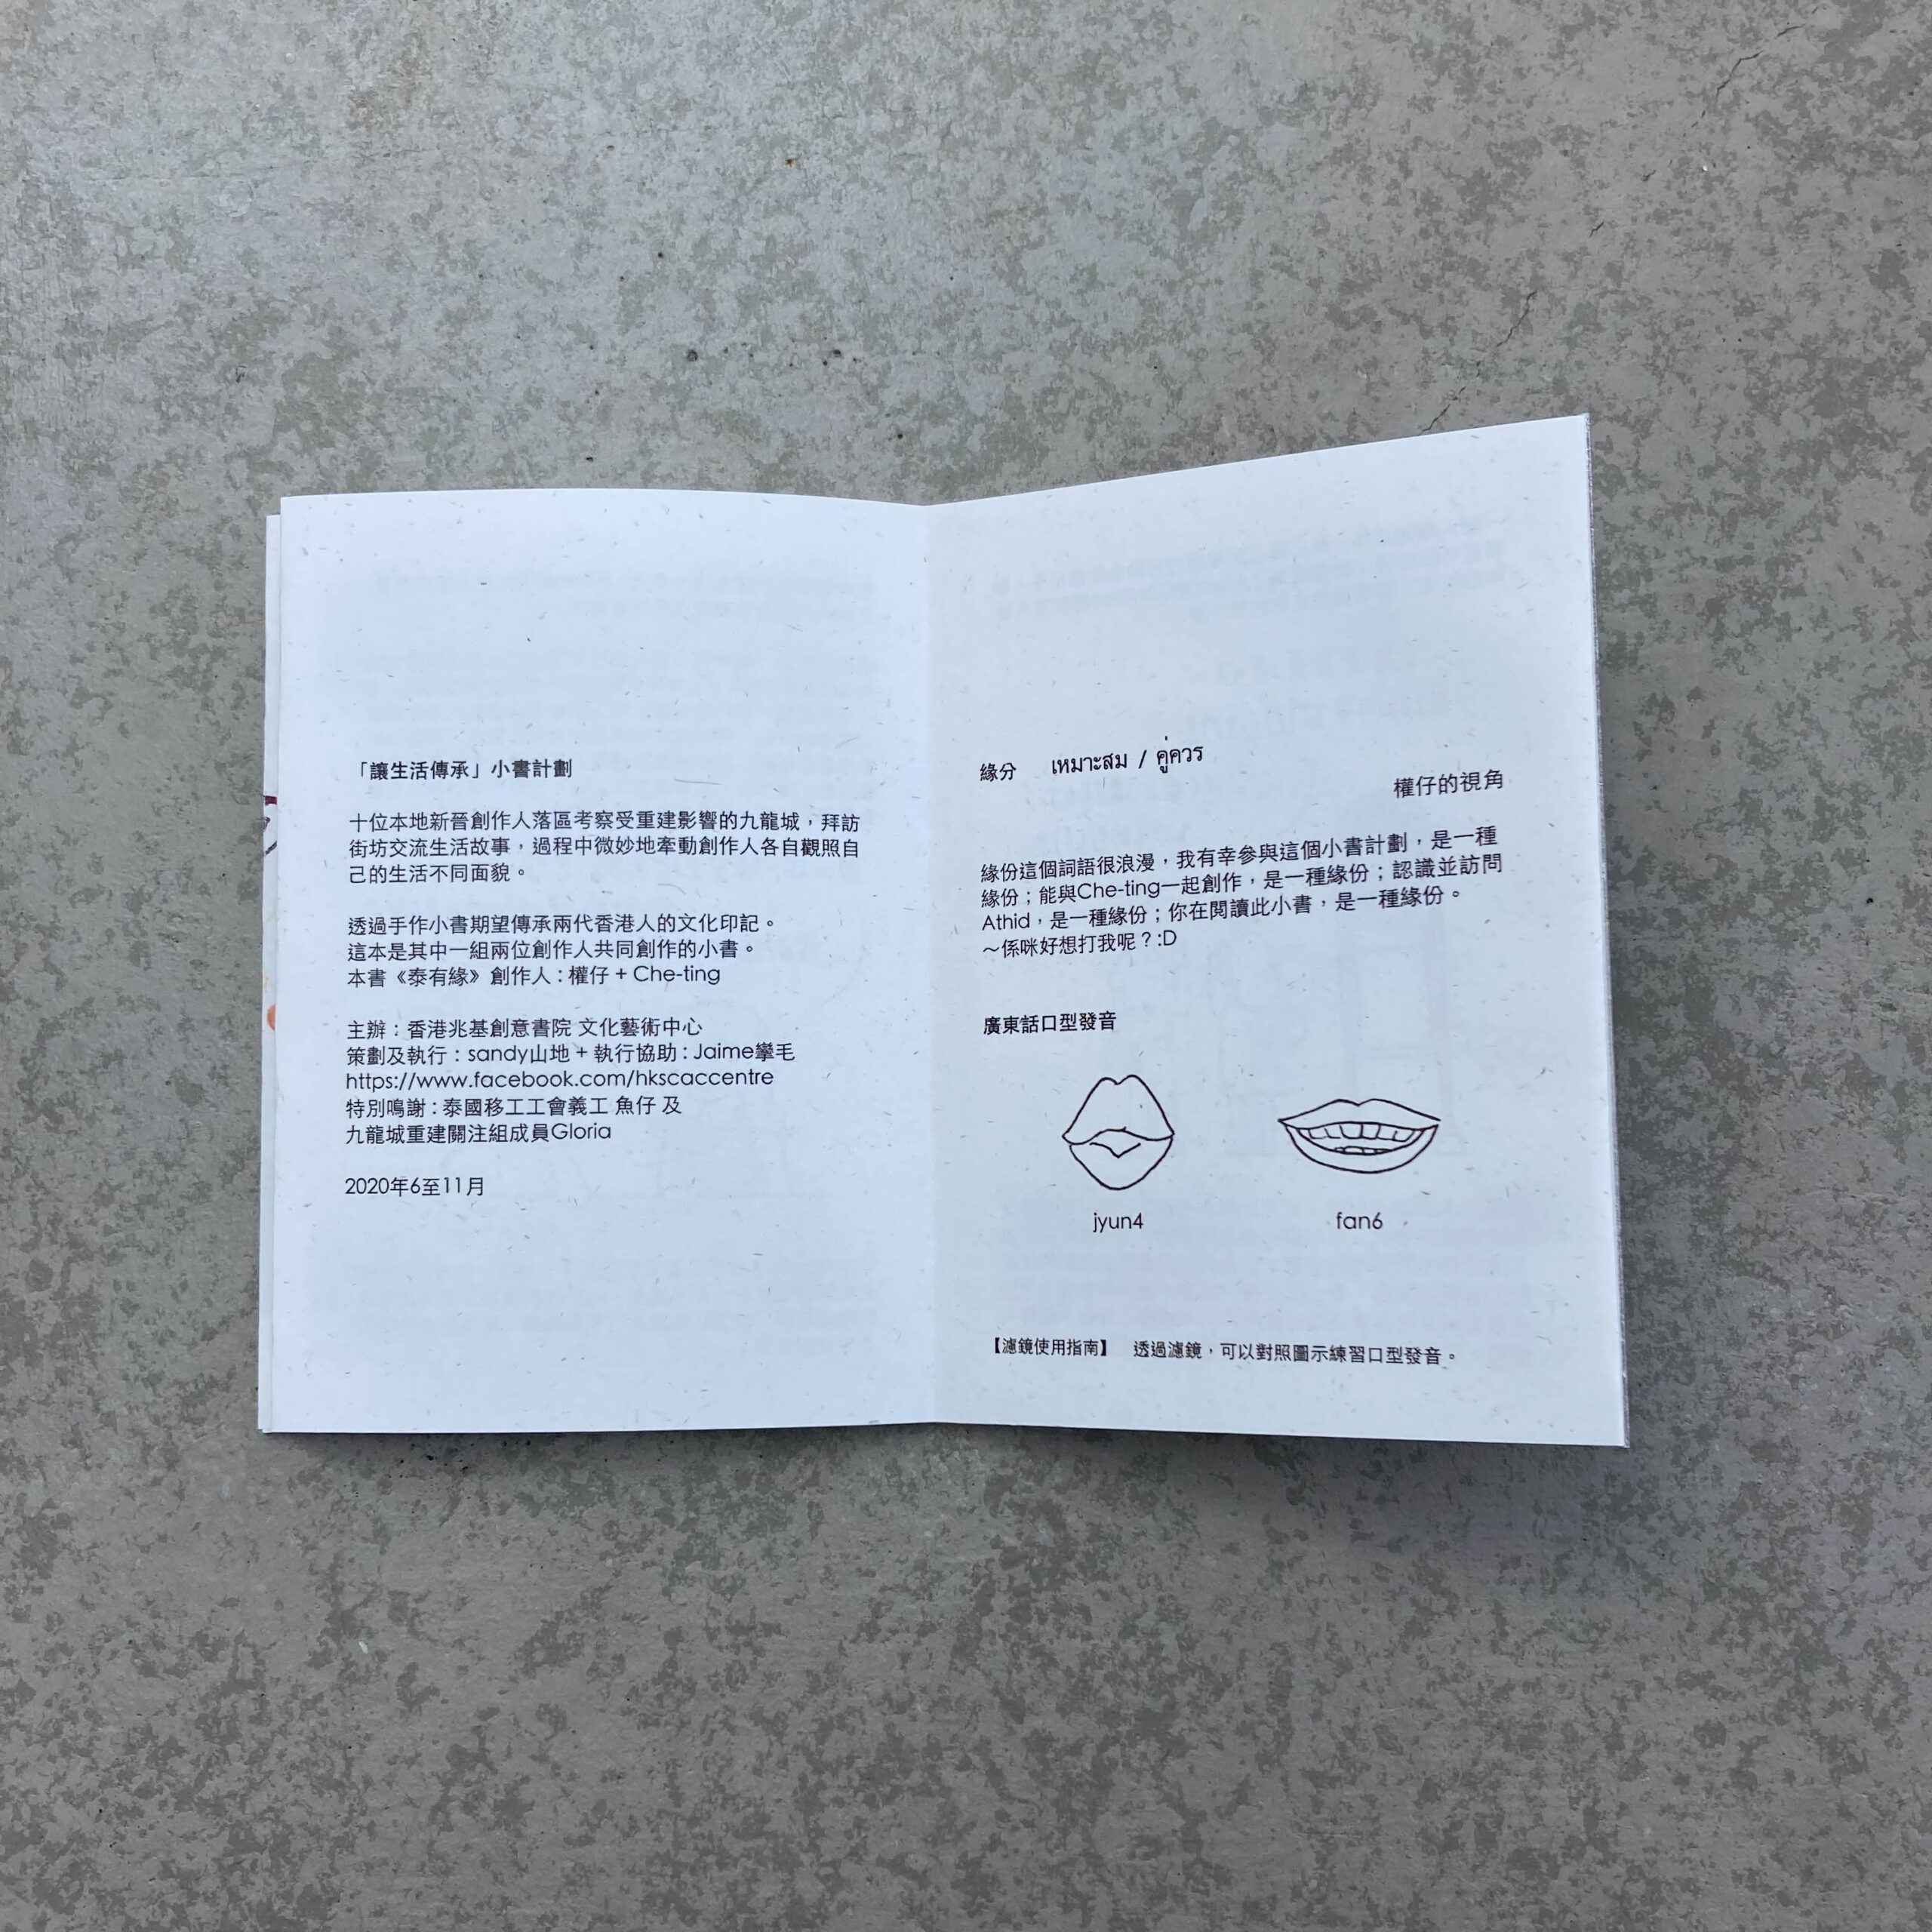 「讓生活傳承」小書計劃
十位本地新晉創作人落區考察受重建影響的九龍城，拜訪
街坊交流生活故事，過程中微妙地牽動創作人各自觀照自
己的生活不同面貌。
透過手作小書期望傳承兩代香港人的文化印記。
這本是其中一組兩位創作人共同創作的小書。
本書《泰有緣》創作人：權仔 + Che-ting
主辦：香港兆基創意書院 文化藝術中心
策劃及執行：sandy山地 + 執行協助：Jaime攣毛
https://www.facebook.com/hkscaccentre
特別鳴謝：泰國移工工會義工 魚仔 及
九龍城重建關注組成員Gloria
2020年6至11月
緣分 เหมาะสม / คู่ควร
權仔的視角
緣份這個詞語很浪漫，我有幸參與這個小書計劃，是一種
緣份；能與Che-ting一起創作，是一種緣份；認識並訪問
Athid，是一種緣份；你在閱讀此小書，是一種緣份。
～係咪好想打我呢？:D
廣東話口型發音
jyun4 fan6
【濾鏡使用指南】 透過濾鏡，可以對照圖示練習口型發音。